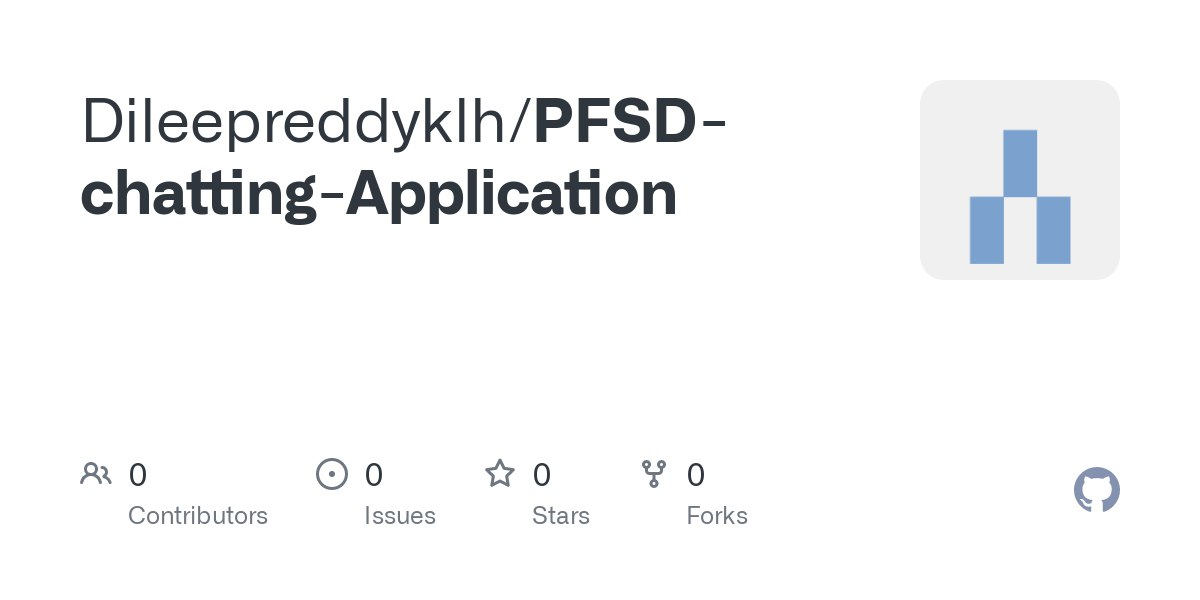 Dileepreddyklh/PFSD-
chatting-Application
0 0 0 0
Contributors Issues Stars Forks